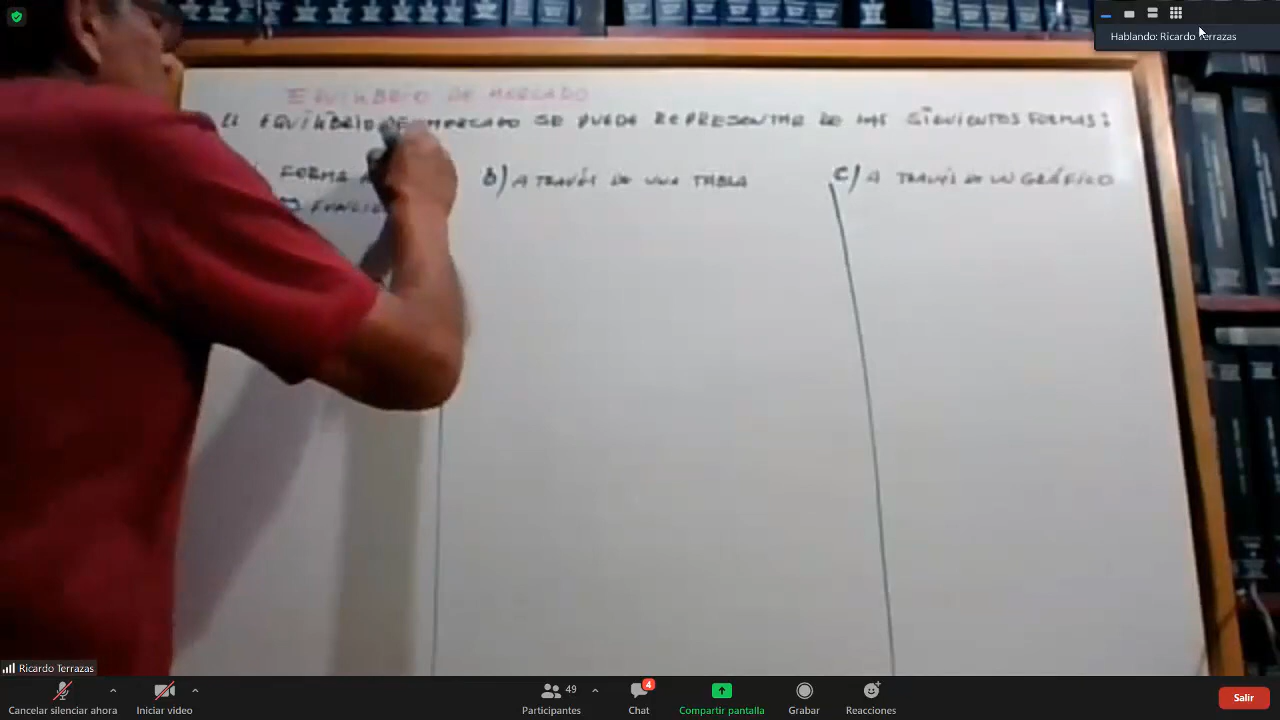 Hablando: Ricardo Terrazas
EQUILIBRIO DE MERCADO
EL EQUILIBRIO DE MERCADO SE PUEDE REPRESENTAR DE LAS SIGUIENTES FORMAS:
FORMA
b) A TRAVÉS DE UNA TABLA
c) A TRAVÉS DE UN GRÁFICO
Ricardo Terrazas
Cancelar silenciar ahora
Iniciar video
49
Participantes
4
Chat
Compartir pantalla
Grabar
Reacciones
Salir